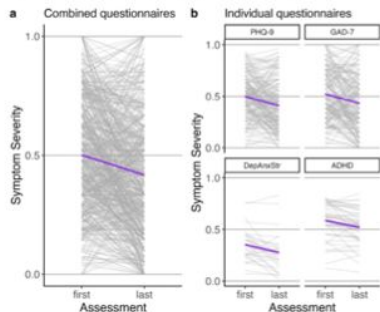 a Combined questionnaires
Symptom Severity
1.0
0.5
0.0
first last
Assessment
b Individual questionnaires
PHQ-9 GAD-7
DepAnxStr ADHD
Symptom Severity
1.0
0.5
0.0
1.0
0.5
0.0
first last first last
Assessment